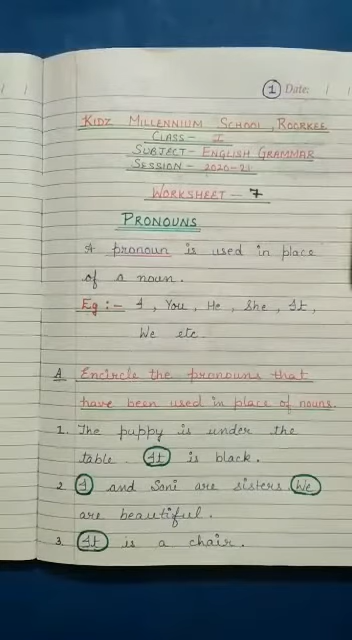 1 Date: / /
KIDZ MILLENNIUM SCHOOL, ROORKEE
CLASS - I
SUBJECT - ENGLISH GRAMMAR
SESSION - 2020-21
WORKSHEET - 7
PRONOUNS
A pronoun is used in place
of a noun.
Eg :- I, You, He, She, It,
We etc.
A Encircle the pronouns that
have been used in place of nouns.
1. The puppy is under the
table It is black.
2. I and Soni are sisters We
are beautiful.
3. It is a chair.